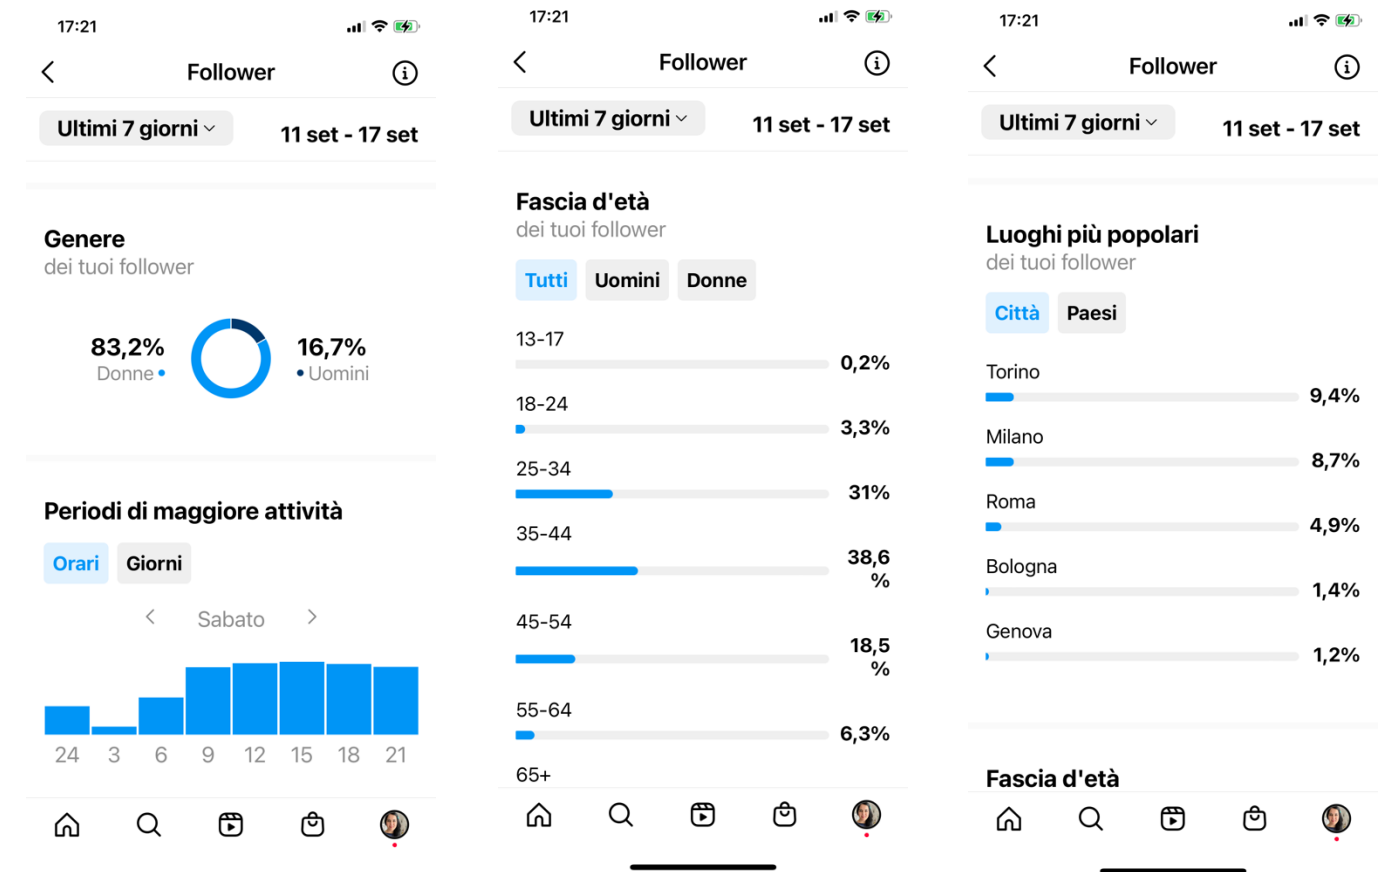 17:21
Follower
Ultimi 7 giorni
11 set - 17 set
Genere
dei tuoi follower
83,2%
Donne
16,7%
Uomini
Periodi di maggiore attività
Orari
Giorni
Sabato
24 3 6 9 12 15 18 21
17:21
Follower
Ultimi 7 giorni
11 set - 17 set
Fascia d'età
dei tuoi follower
Tutti
Uomini
Donne
13-17
0,2%
18-24
3,3%
25-34
31%
35-44
38,6
%
45-54
18,5
%
55-64
6,3%
65+
17:21
Follower
Ultimi 7 giorni
11 set - 17 set
Luoghi più popolari
dei tuoi follower
Città
Paesi
Torino
9,4%
Milano
8,7%
Roma
4,9%
Bologna
1,4%
Genova
1,2%
Fascia d'età